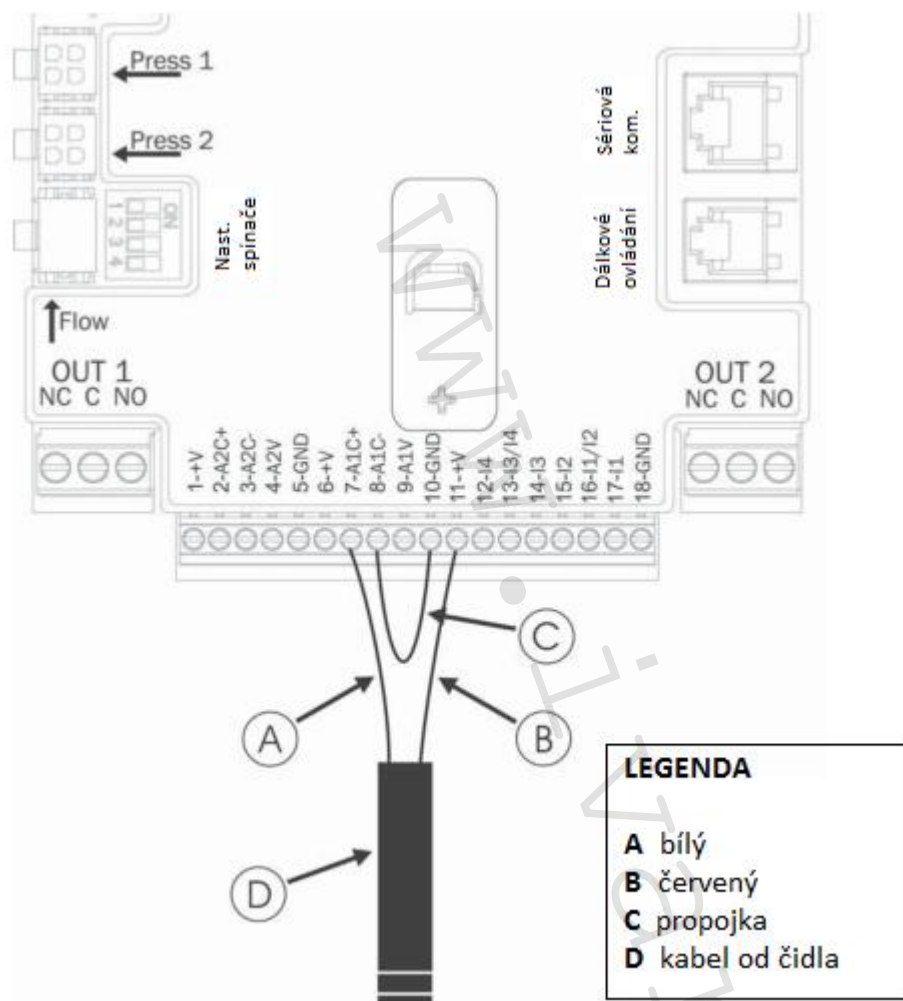 Press 1
Press 2
Nast.
spínače
ON
1
2
3
4
Sériová
kom.
Dálkové
ovládání
Flow
OUT 1
NC C NO
OUT 2
NC C NO
1-+V
2-A2C+
3-A2C-
4-A2V
5-GND
6-+V
7-A1C+
8-A1C-
9-A1V
10-GND
11-+V
12-I4
13-I3/I4
14-I3
15-I2
16-I1/I2
17-I1
18-GND
C
A
B
D
LEGENDA
A bílý
B červený
C propojka
D kabel od čidla
www.iva